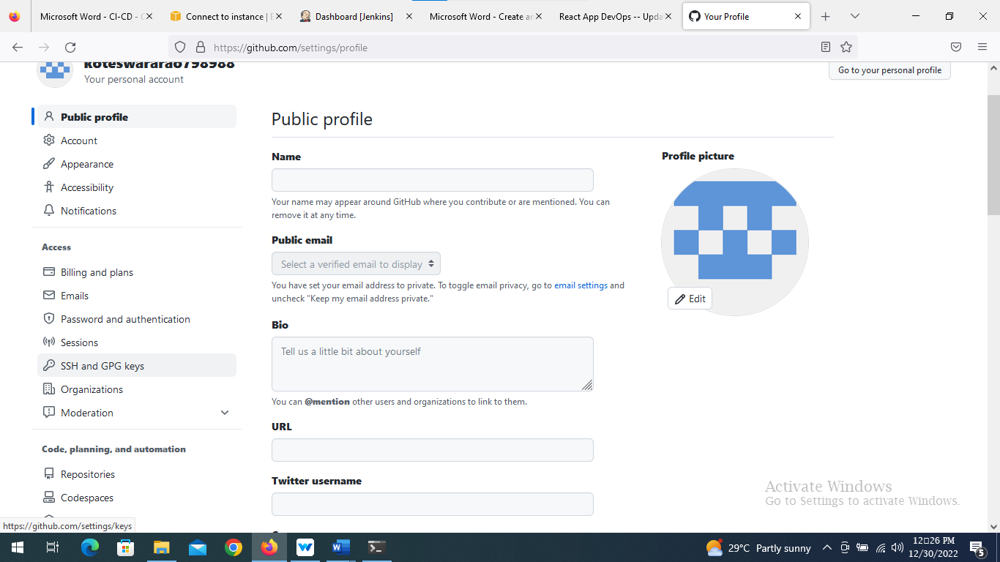 Microsoft Word - CI-CD - C
Connect to instance | E
Dashboard [Jenkins]
Microsoft Word - Create an
React App DevOps -- Upda
Your Profile
https://github.com/settings/profile
koteswararao798988
Your personal account
Go to your personal profile
Public profile
Account
Appearance
Accessibility
Notifications
Access
Billing and plans
Emails
Password and authentication
Sessions
SSH and GPG keys
Organizations
Moderation
Code, planning, and automation
Repositories
Codespaces
https://github.com/settings/keys
Public profile
Name
Your name may appear around GitHub where you contribute or are mentioned. You can
remove it at any time.
Public email
Select a verified email to display
You have set your email address to private. To toggle email privacy, go to email settings and
uncheck "Keep my email address private."
Bio
Tell us a little bit about yourself
You can @mention other users and organizations to link to them.
URL
Twitter username
Profile picture
Edit
Activate Windows
Go to Settings to activate Windows.
29°C Partly sunny
12□26 PM
12/30/2022
5